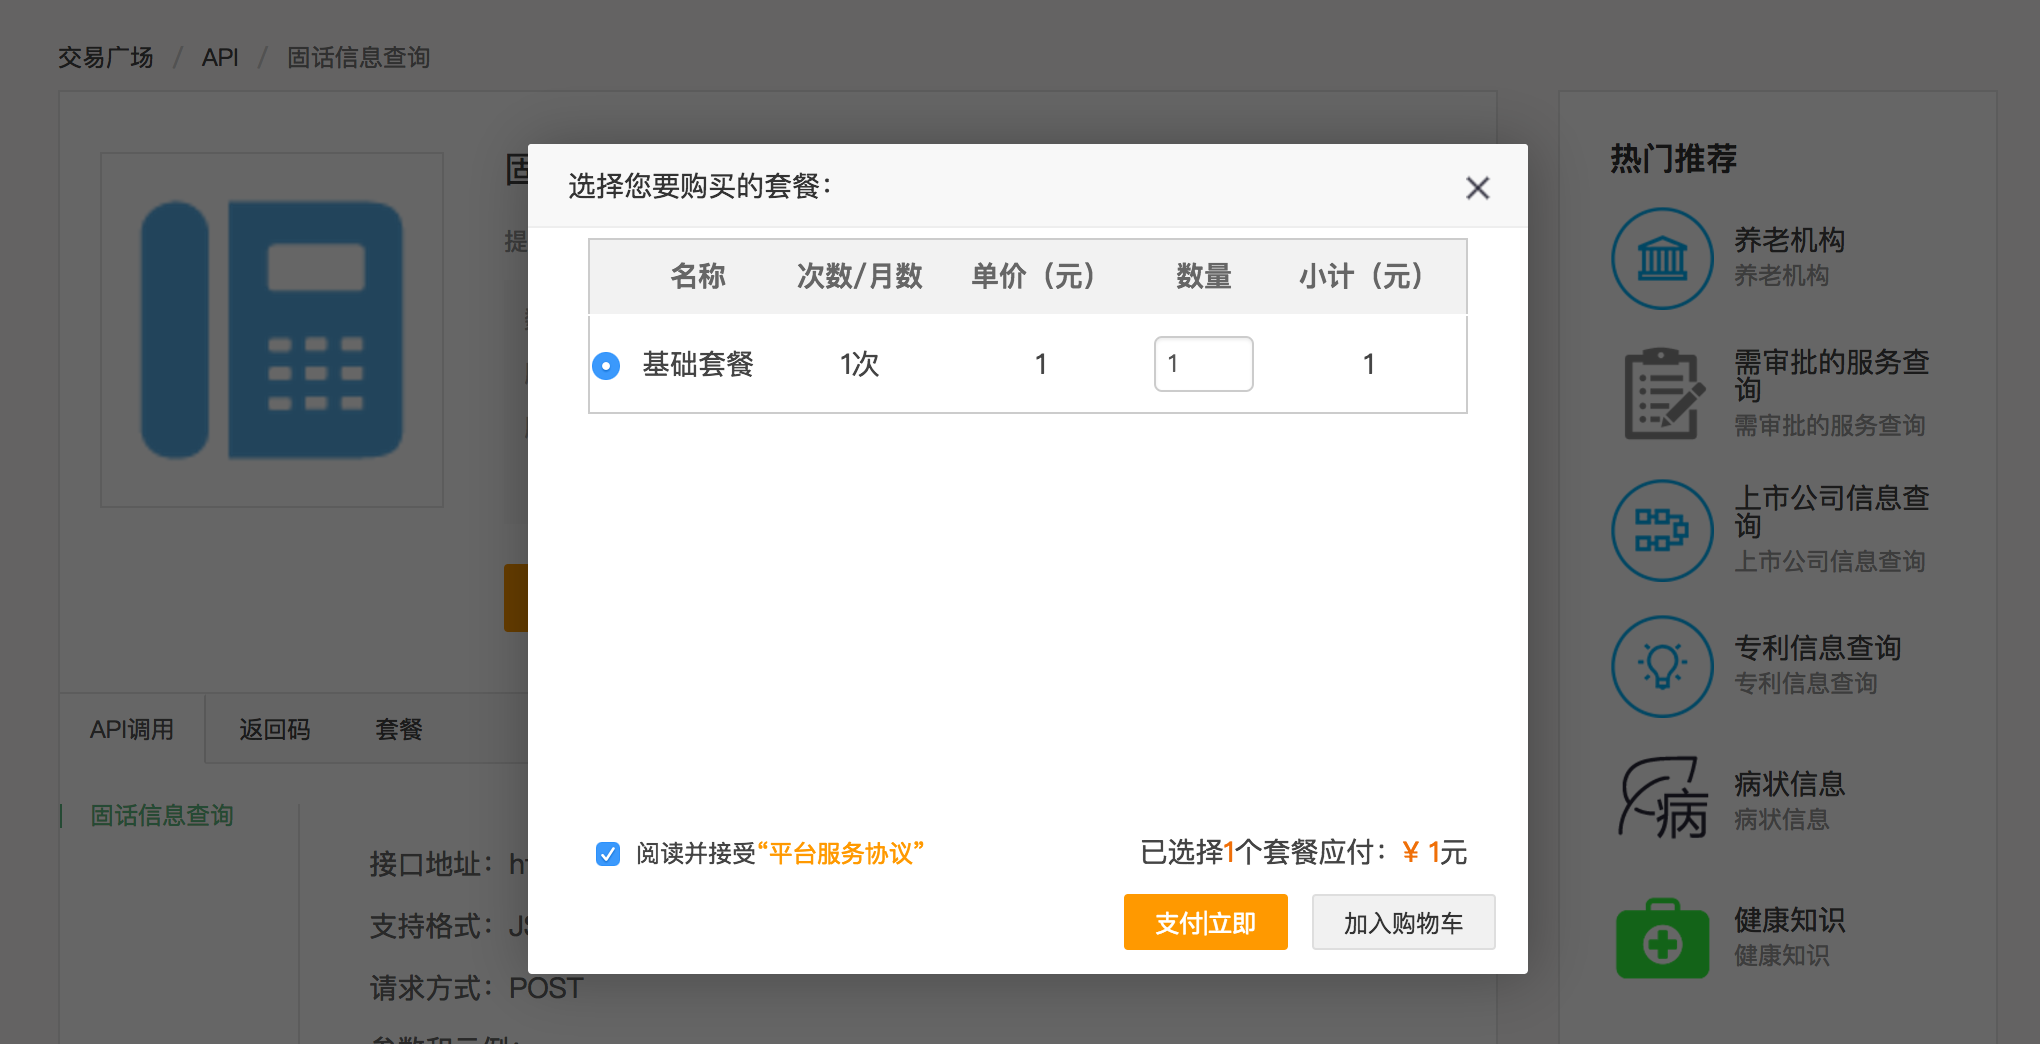 交易广场 / API / 固话信息查询
固
提
选择您要购买的套餐：
名称 次数/月数 单价（元） 数量 小计（元）
基础套餐 1次 1 1 1
阅读并接受“平台服务协议”
已选择1个套餐应付：¥ 1元
支付|立即 加入购物车
API调用 返回码 套餐
固话信息查询
接口地址：
支持格式：
请求方式：POST
参数和示例：
热门推荐
养老机构
养老机构
需审批的服务查
询
需审批的服务查询
上市公司信息查
询
上市公司信息查询
专利信息查询
专利信息查询
病
病状信息
病状信息
健康知识
健康知识